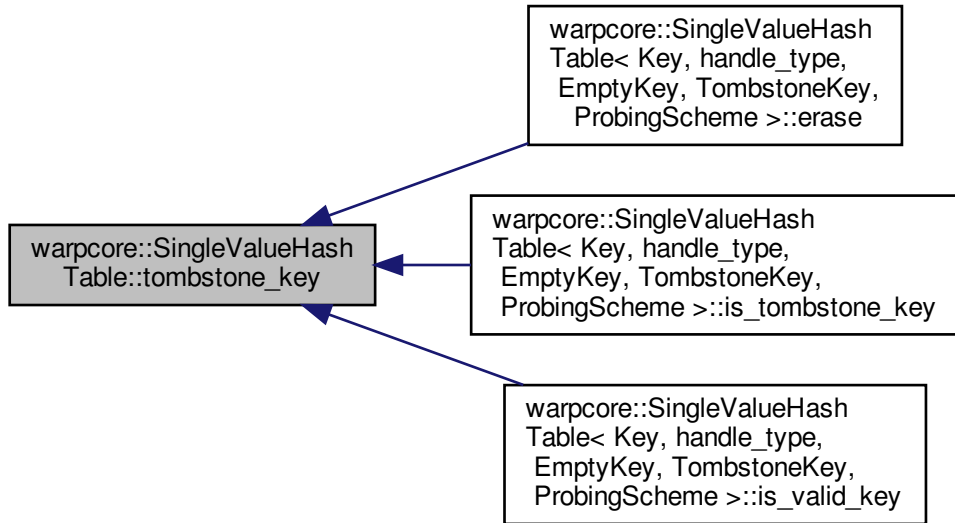 warpcore::SingleValueHash
Table< Key, handle_type,
EmptyKey, TombstoneKey,
ProbingScheme >::erase
warpcore::SingleValueHash
Table::tombstone_key
warpcore::SingleValueHash
Table< Key, handle_type,
EmptyKey, TombstoneKey,
ProbingScheme >::is_tombstone_key
warpcore::SingleValueHash
Table< Key, handle_type,
EmptyKey, TombstoneKey,
ProbingScheme >::is_valid_key